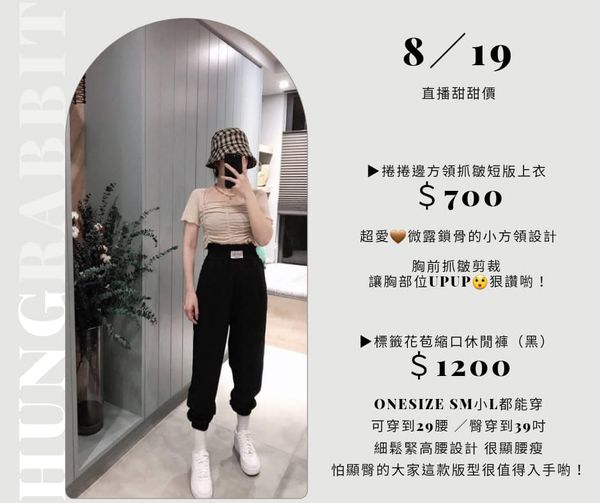 HUNGRABBIT
8／19
直播甜甜價
▶捲捲邊方領抓皺短版上衣
＄700
超愛🤎微露鎖骨的小方領設計
胸前抓皺剪裁
讓胸部位UPUP😲狠讚喲！
▶標籤花苞縮口休閒褲（黑）
＄1200
ONESIZE SM小L都能穿
可穿到29腰 ／臀穿到39吋
細鬆緊高腰設計 很顯腰瘦
怕顯臀的大家這款版型很值得入手喲！